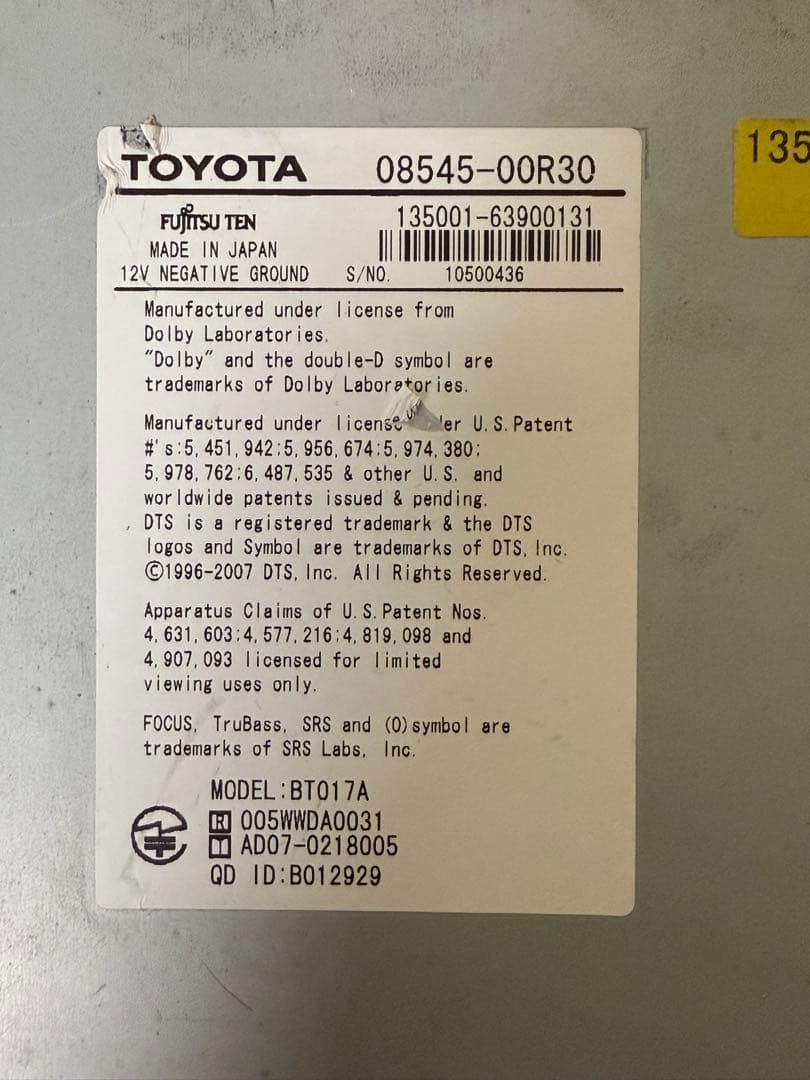 TOYOTA 08545-00R30
FUJITSU TEN 135001-63900131
MADE IN JAPAN
12V NEGATIVE GROUND S/NO. 10500436
Manufactured under license from
Dolby Laboratories.
"Dolby" and the double-D symbol are
trademarks of Dolby Laboratories.
Manufactured under license U.S.Patent
#'s:5,451,942;5,956,674;5,974,380;
5,978,762;6,487,535 & other U.S. and
worldwide patents issued & pending.
DTS is a registered trademark & the DTS
logos and Symbol are trademarks of DTS,Inc.
©1996-2007 DTS,Inc. All Rights Reserved.
Apparatus Claims of U.S.Patent Nos.
4,631,603;4,577,216;4,819,098 and
4,907,093 licensed for limited
viewing uses only.
FOCUS, TruBass, SRS and (O)symbol are
trademarks of SRS Labs, Inc.
MODEL:BT017A
R 005WWDA0031
T AD07-0218005
QD ID:B012929
135